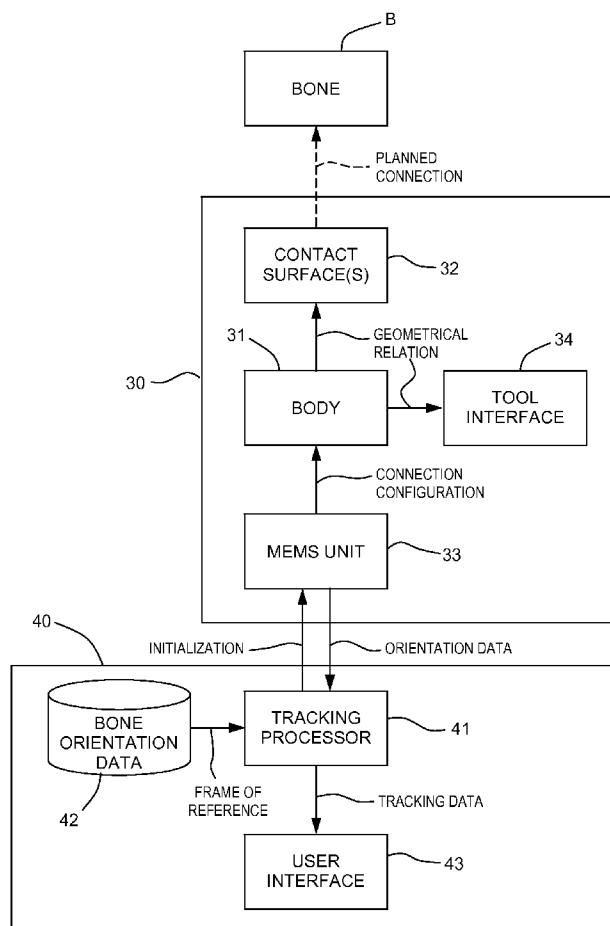 B
BONE
PLANNED
CONNECTION
CONTACT
SURFACE(S)
32
31
GEOMETRICAL
RELATION
34
30
BODY
TOOL
INTERFACE
CONNECTION
CONFIGURATION
MEMS UNIT
33
40
INITIALIZATION
ORIENTATION DATA
BONE
ORIENTATION
DATA
TRACKING
PROCESSOR
41
42
FRAME OF
REFERENCE
TRACKING DATA
USER
INTERFACE
43